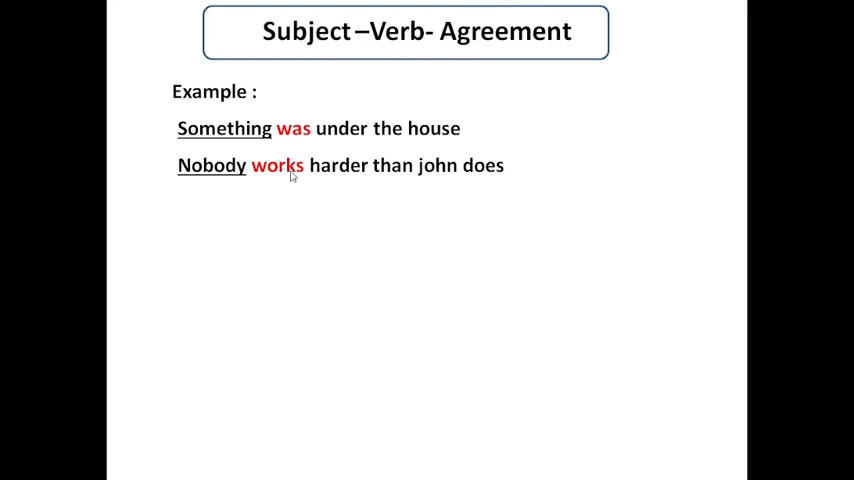 Subject –Verb- Agreement
Example :
Something was under the house
Nobody works harder than john does